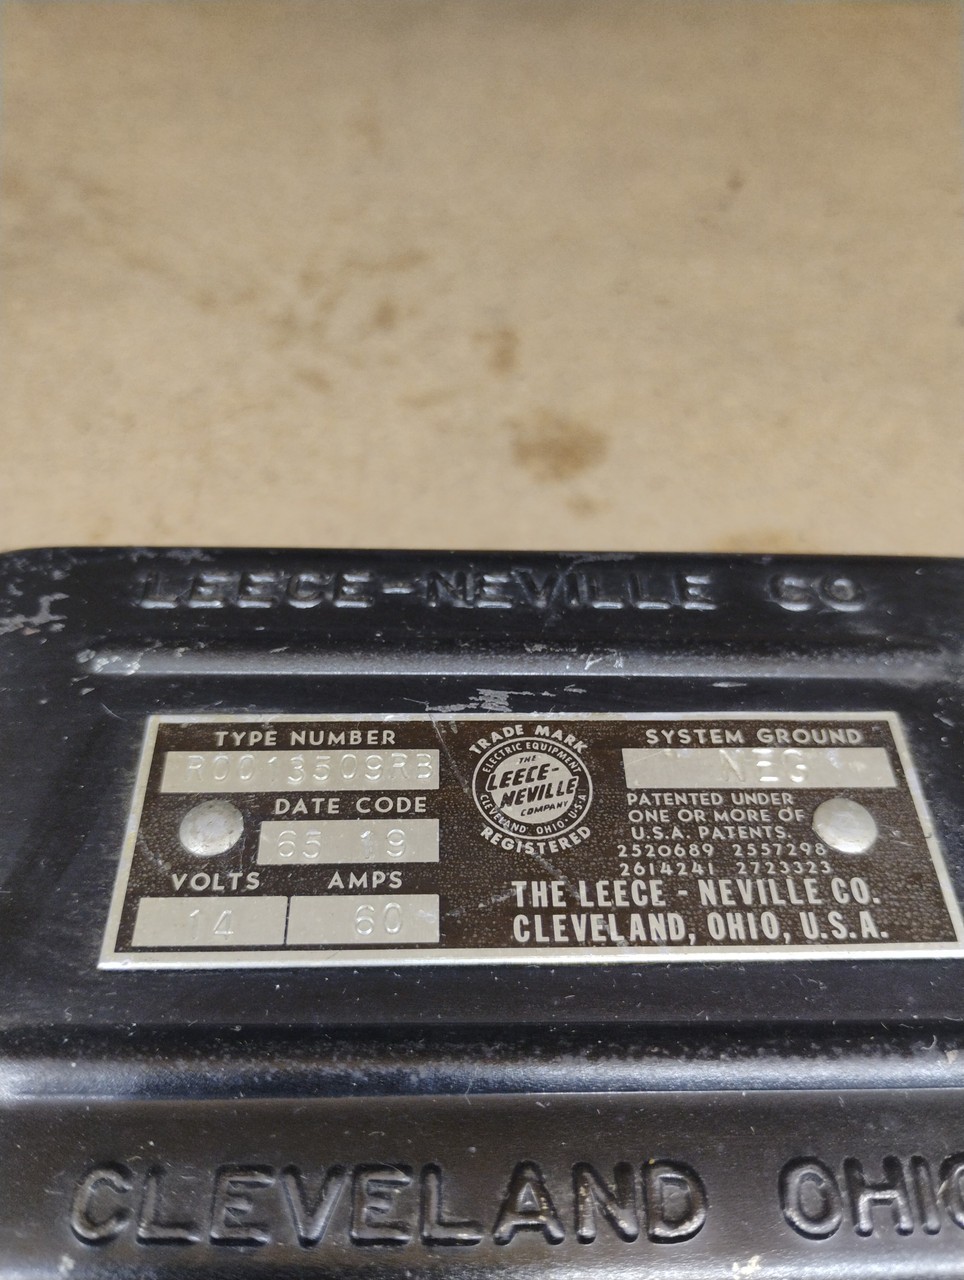 LEECE-NEVILLE CO
TYPE NUMBER
R0013509RB
DATE CODE
65 19
VOLTS AMPS
14 60
TRADE MARK
ELECTRIC EQUIPMENT
THE
LEECE-
NEVILLE
COMPANY
CLEVELAND OHIO U.S.A.
REGISTERED
SYSTEM GROUND
NEG
PATENTED UNDER
ONE OR MORE OF
U.S.A. PATENTS.
2520689 2557298
2614241 2723323
THE LEECE - NEVILLE CO.
CLEVELAND, OHIO, U.S.A.
CLEVELAND OHIO